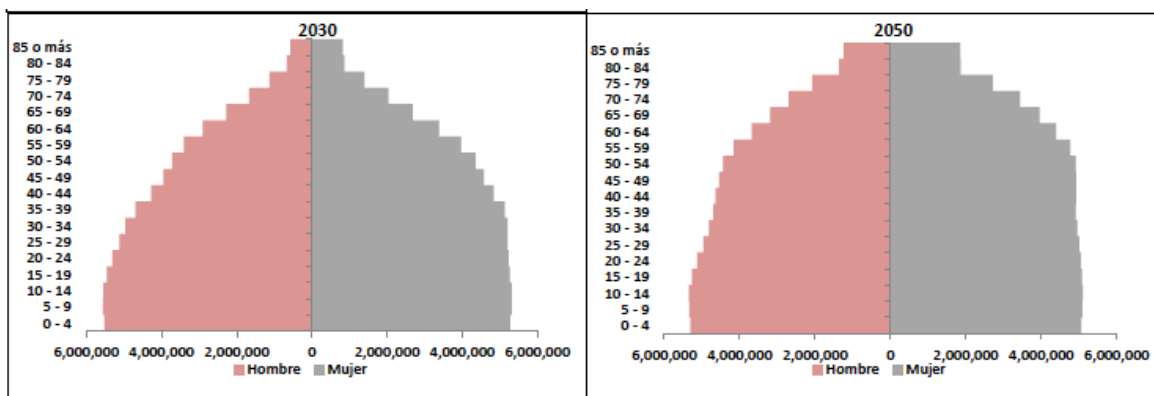 2030
85 o más
80 - 84
75 - 79
70 - 74
65 - 69
60 - 64
55 - 59
50 - 54
45 - 49
40 - 44
35 - 39
30 - 34
25 - 29
20 - 24
15 - 19
10 - 14
5 - 9
0 - 4
6,000,000 4,000,000 2,000,000 0 2,000,000 4,000,000 6,000,000
Hombre Mujer
2050
85 o más
80 - 84
75 - 79
70 - 74
65 - 69
60 - 64
55 - 59
50 - 54
45 - 49
40 - 44
35 - 39
30 - 34
25 - 29
20 - 24
15 - 19
10 - 14
5 - 9
0 - 4
6,000,000 4,000,000 2,000,000 0 2,000,000 4,000,000 6,000,000
Hombre Mujer